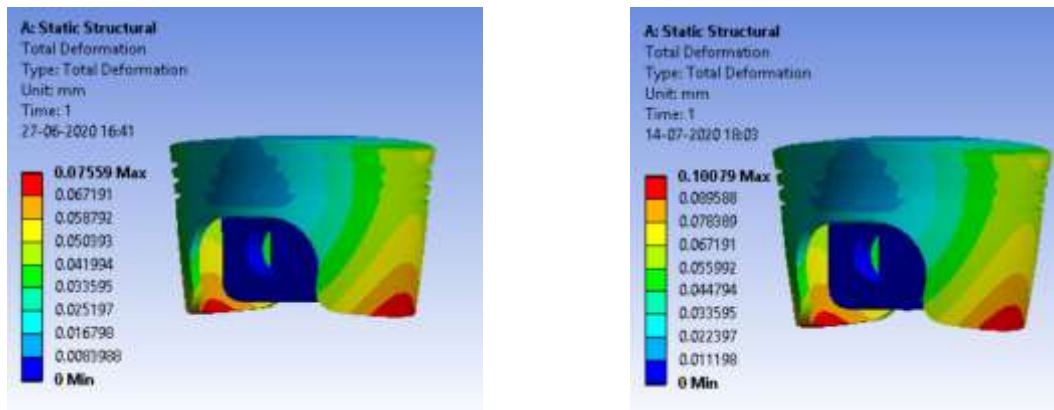 A: Static Structural
Total Deformation
Type: Total Deformation
Unit: mm
Time: 1
27-06-2020 16:41
0.07559 Max
0.067191
0.058792
0.050393
0.041994
0.033595
0.025197
0.016798
0.0083988
0 Min
A: Static Structural
Total Deformation
Type: Total Deformation
Unit: mm
Time: 1
14-07-2020 18:03
0.10079 Max
0.089588
0.078389
0.067191
0.055992
0.044794
0.033595
0.022397
0.011198
0 Min